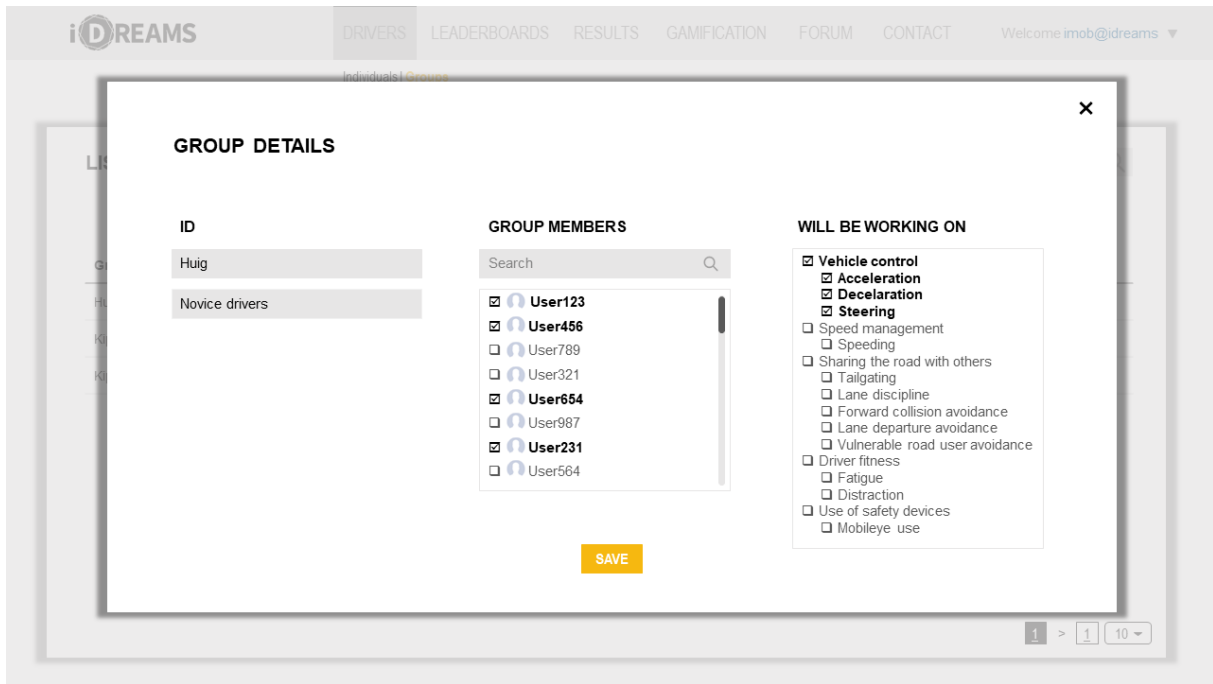 iDREAMS
DRIVERS LEADERBOARDS RESULTS GAMIFICATION FORUM CONTACT Welcome imob@idreams ▼
Individuals | Groups
GROUP DETAILS
ID
Huig
Novice drivers
GROUP MEMBERS
Search
User123
User456
User789
User321
User654
User987
User231
User564
WILL BE WORKING ON
Vehicle control
Acceleration
Decelaration
Steering
Speed management
Speeding
Sharing the road with others
Tailgating
Lane discipline
Forward collision avoidance
Lane departure avoidance
Vulnerable road user avoidance
Driver fitness
Fatigue
Distraction
Use of safety devices
Mobileye use
SAVE
1 > 1 10